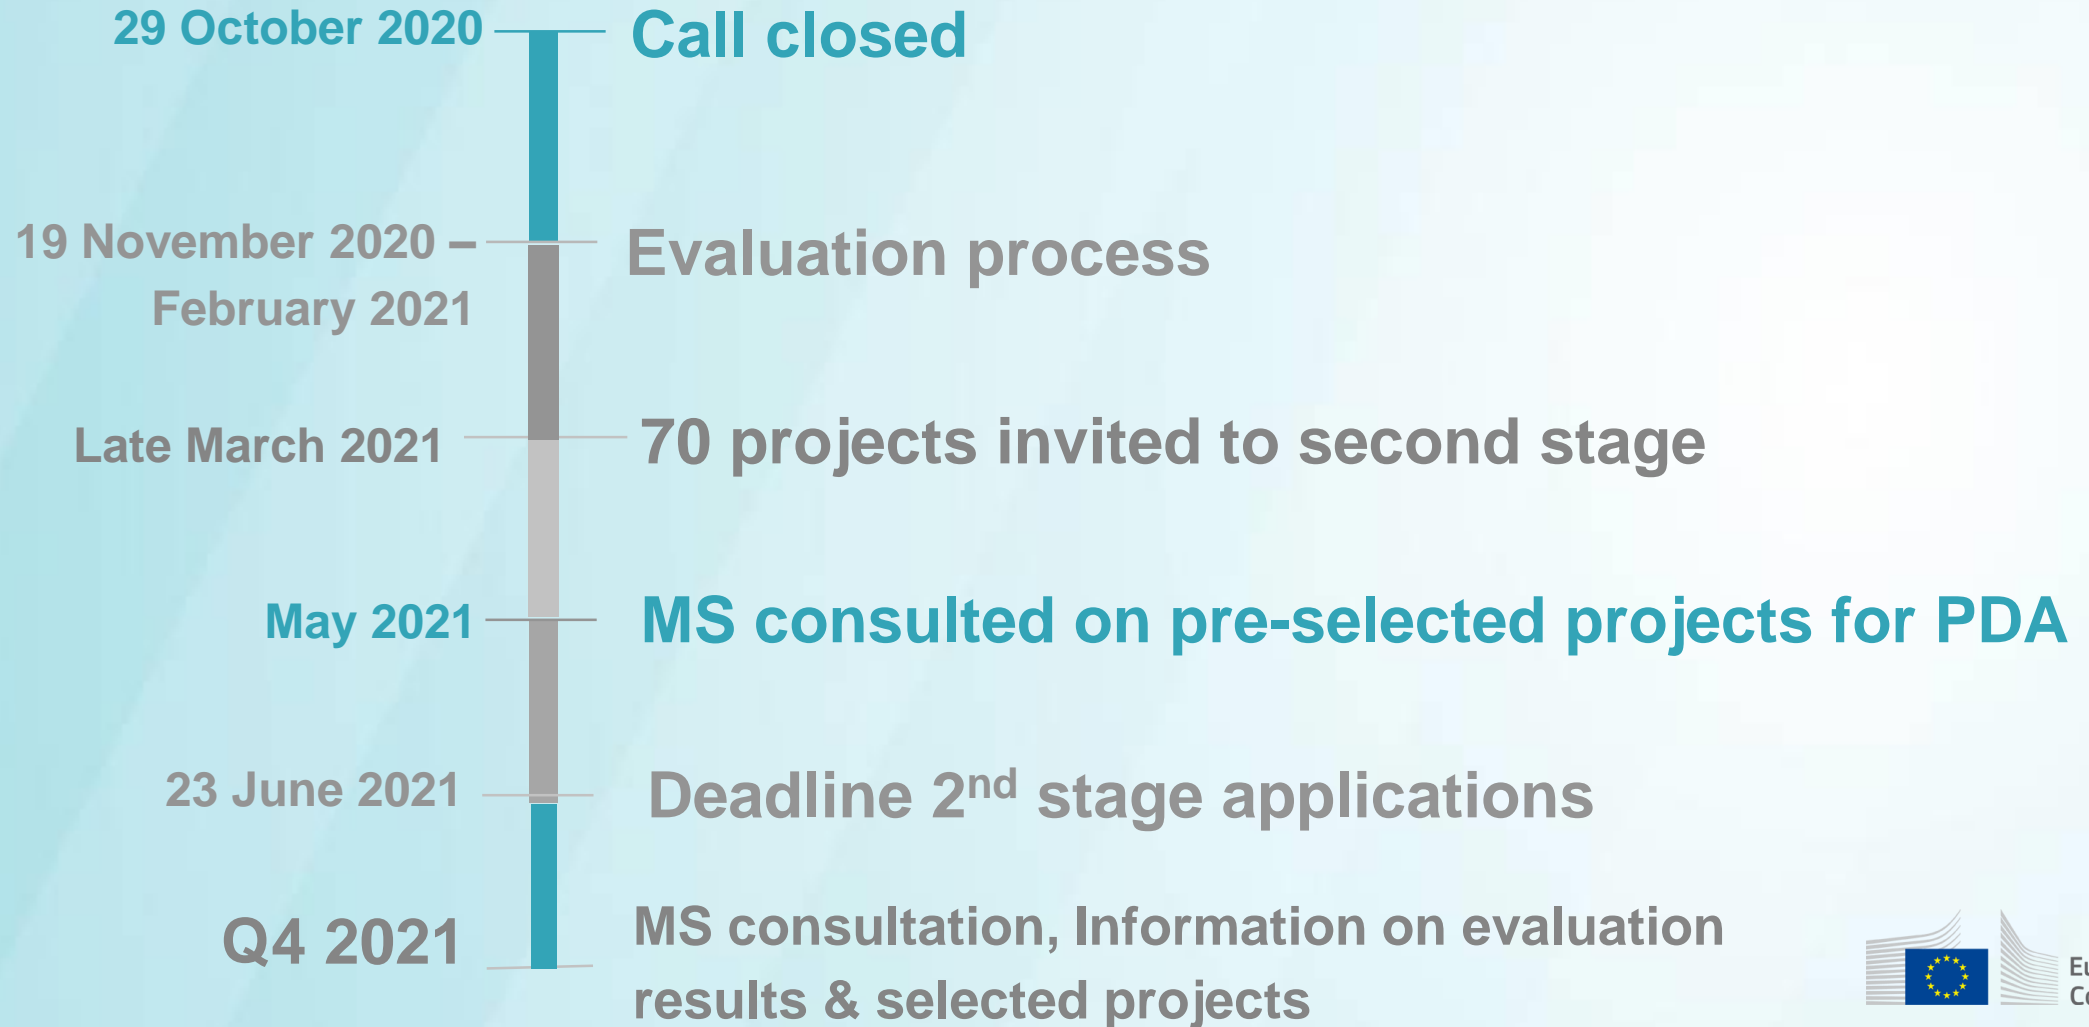 29 October 2020
Call closed
19 November 2020 –
February 2021
Evaluation process
Late March 2021
70 projects invited to second stage
May 2021
MS consulted on pre-selected projects for PDA
23 June 2021
Deadline 2nd stage applications
Q4 2021
MS consultation, Information on evaluation
results & selected projects